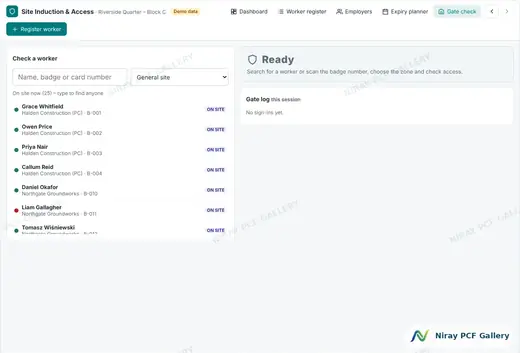 Site Induction & Access · Riverside Quarter – Block C Demo data Dashboard Worker register Employers Expiry planner Gate check
+ Register worker
Check a worker
Name, badge or card number General site
On site now (19) – type to find anyone
Grace Whitfield
Halden Construction (PC) · B-001
ON SITE
Owen Price
Halden Construction (PC) · B-002
ON SITE
Priya Nair
Halden Construction (PC) · B-003
ON SITE
Callum Reid
Halden Construction (PC) · B-004
ON SITE
Daniel Okafor
Northgate Groundworks · B-010
ON SITE
Liam Gallagher
Northgate Groundworks · B-011
ON SITE
Tomasz Wiśniewski
Northgate Groundworks · B-012
ON SITE
Ready
Search for a worker or scan the badge number, choose the zone and check access.
Gate log this session
No sign-ins yet.
NIRAY PCF GALLERY
Niray PCF Gallery